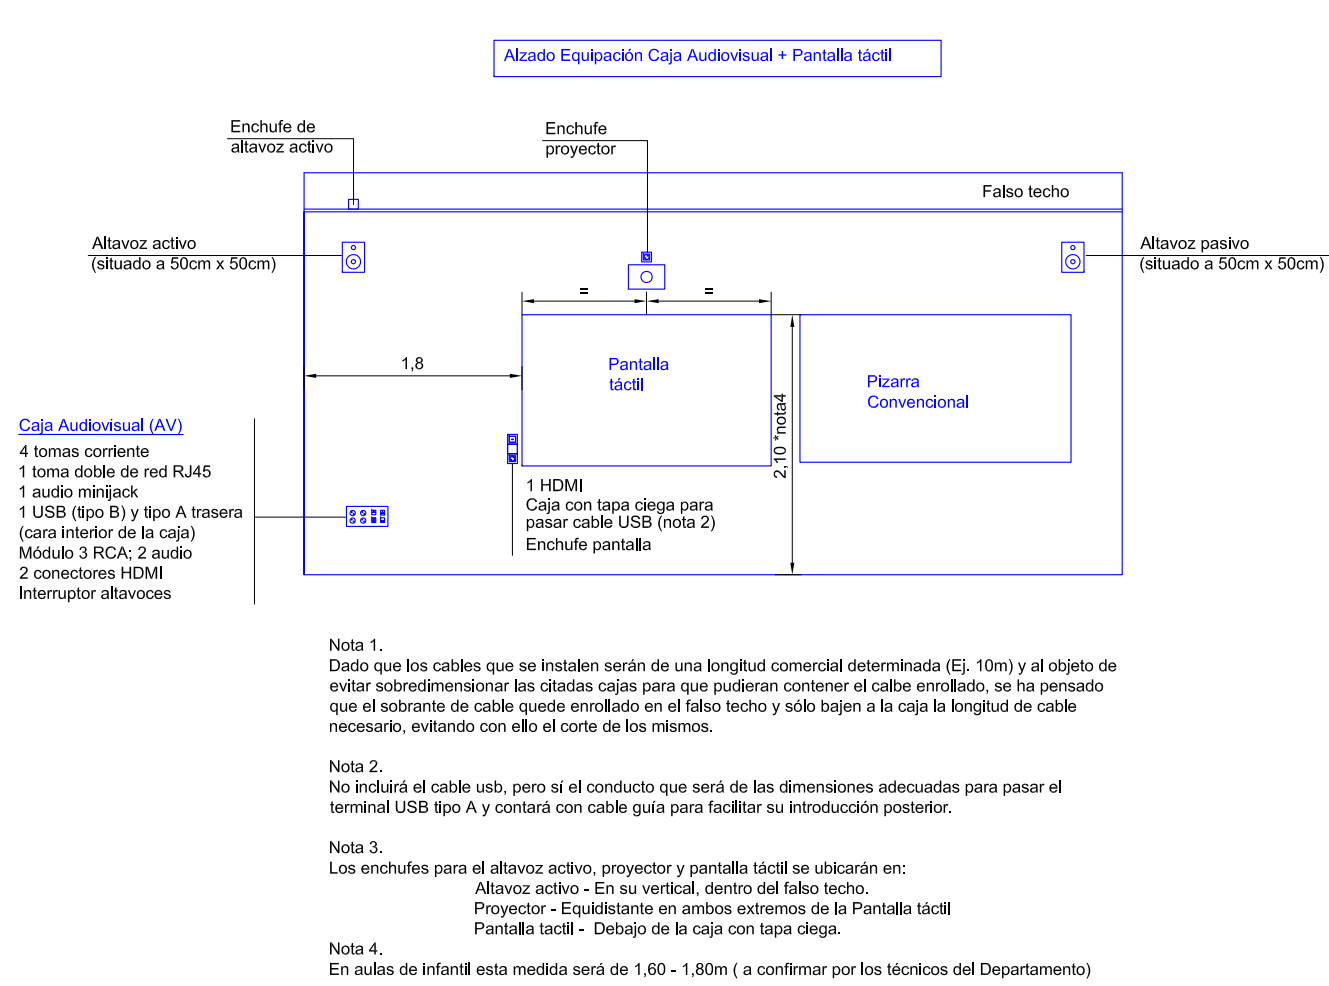 Alzado Equipación Caja Audiovisual + Pantalla táctil
Enchufe de
altavoz activo
Enchufe
proyector
Falso techo
Altavoz activo
(situado a 50cm x 50cm)
Altavoz pasivo
(situado a 50cm x 50cm)
=
=
1,8
Pantalla
táctil
2,10 *nota4
Pizarra
Convencional
Caja Audiovisual (AV)
4 tomas corriente
1 toma doble de red RJ45
1 audio minijack
1 USB (tipo B) y tipo A trasera
(cara interior de la caja)
Módulo 3 RCA; 2 audio
2 conectores HDMI
Interruptor altavoces
1 HDMI
Caja con tapa ciega para
pasar cable USB (nota 2)
Enchufe pantalla
Nota 1.
Dado que los cables que se instalen serán de una longitud comercial determinada (Ej. 10m) y al objeto de
evitar sobredimensionar las citadas cajas para que pudieran contener el calbe enrollado, se ha pensado
que el sobrante de cable quede enrollado en el falso techo y sólo bajen a la caja la longitud de cable
necesario, evitando con ello el corte de los mismos.
Nota 2.
No incluirá el cable usb, pero sí el conducto que será de las dimensiones adecuadas para pasar el
terminal USB tipo A y contará con cable guía para facilitar su introducción posterior.
Nota 3.
Los enchufes para el altavoz activo, proyector y pantalla táctil se ubicarán en:
Altavoz activo - En su vertical, dentro del falso techo.
Proyector - Equidistante en ambos extremos de la Pantalla táctil
Pantalla tactil - Debajo de la caja con tapa ciega.
Nota 4.
En aulas de infantil esta medida será de 1,60 - 1,80m ( a confirmar por los técnicos del Departamento)